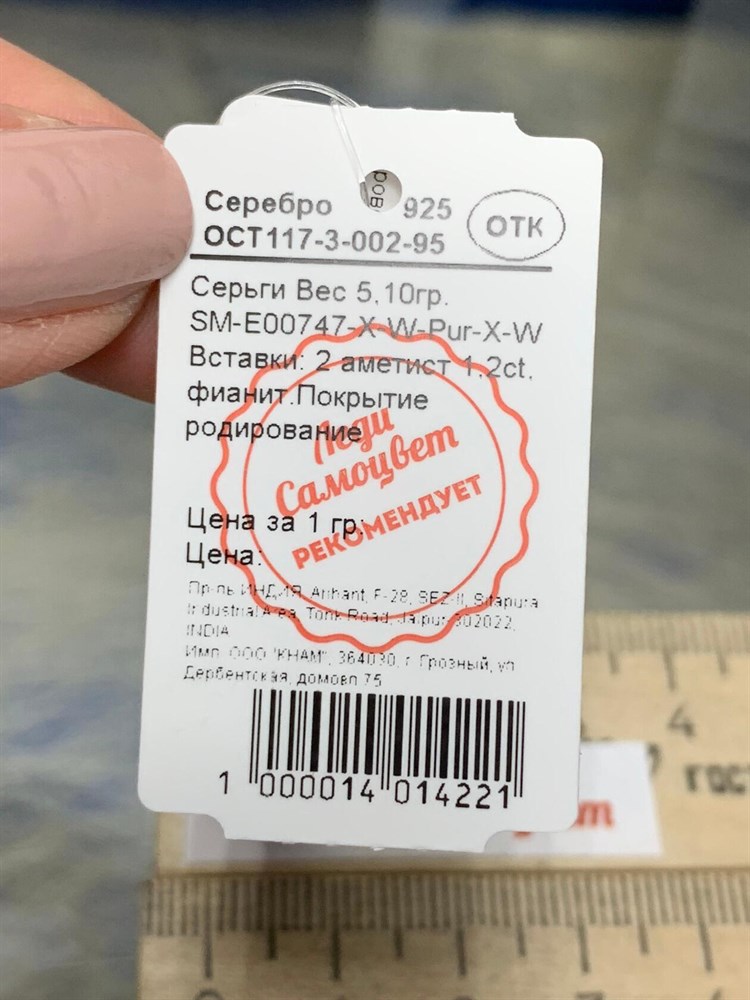 ров
Серебро 925
ОТК
ОСТ117-3-002-95
Серьги Вес 5,10гр.
SM-E00747-X-W-Pur-X-W
Вставки: 2 аметист 1,2ct.
фианит.Покрытие
родирование
Леди
Самоцвет
РЕКОМЕНДУЕТ
Цена за 1 гр:
Цена:
Пр-ль ИНДИЯ, Arihant, F-28, SEZ-II, Sitapura
Industrial Area, Tonk Road, Jaipur 302022,
INDIA
Имп. ООО "КНАМ", 364030, г. Грозный, ул
Дербентская, домовл 75
1 000014 014221
4
гост